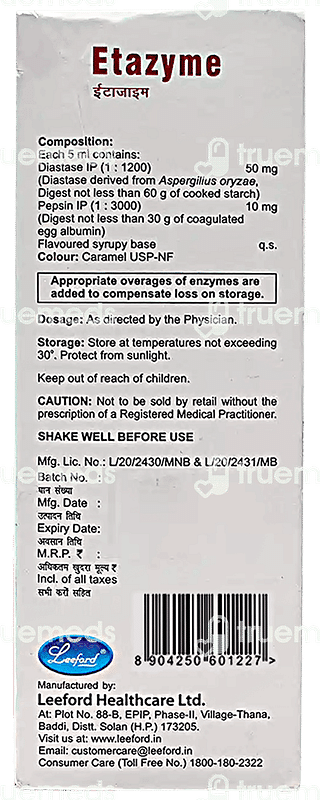 Etazyme
ईटाजाइम
Composition:
Each 5 ml contains:
Diastase IP (1 : 1200) 50 mg
(Diastase derived from Aspergilius oryzae,
Digest not less than 60 g of cooked starch)
Pepsin IP (1 : 3000) 10 mg
(Digest not less than 30 g of coagulated
egg albumin)
Flavoured syrupy base q.s.
Colour: Caramel USP-NF
Appropriate overages of enzymes are
added to compensate loss on storage.
Dosage: As directed by the Physician.
Storage: Store at temperatures not exceeding
30°. Protect from sunlight.
Keep out of reach of children.
CAUTION: Not to be sold by retail without the
prescription of a Registered Medical Practitioner.
SHAKE WELL BEFORE USE
Mfg. Lic. No.: L/20/2430/MNB & L/20/2431/MB
Batch No. :
घान संख्या
Mfg. Date :
उत्पादन तिथि
Expiry Date:
अवसान तिथि
M.R.P. ₹ :
अधिकतम खुदरा मूल्य ₹
Incl. of all taxes
सभी करों सहित
8 904250 601227 >
Leeford
Manufactured by:
Leeford Healthcare Ltd.
At: Plot No. 88-B, EPIP, Phase-II, Village-Thana,
Baddi, Distt. Solan (H.P.) 173205.
Visit us at: www.leeford.in
Email: customercare@leeford.in
Consumer Care (Toll Free No.) 1800-180-2322
truemeds